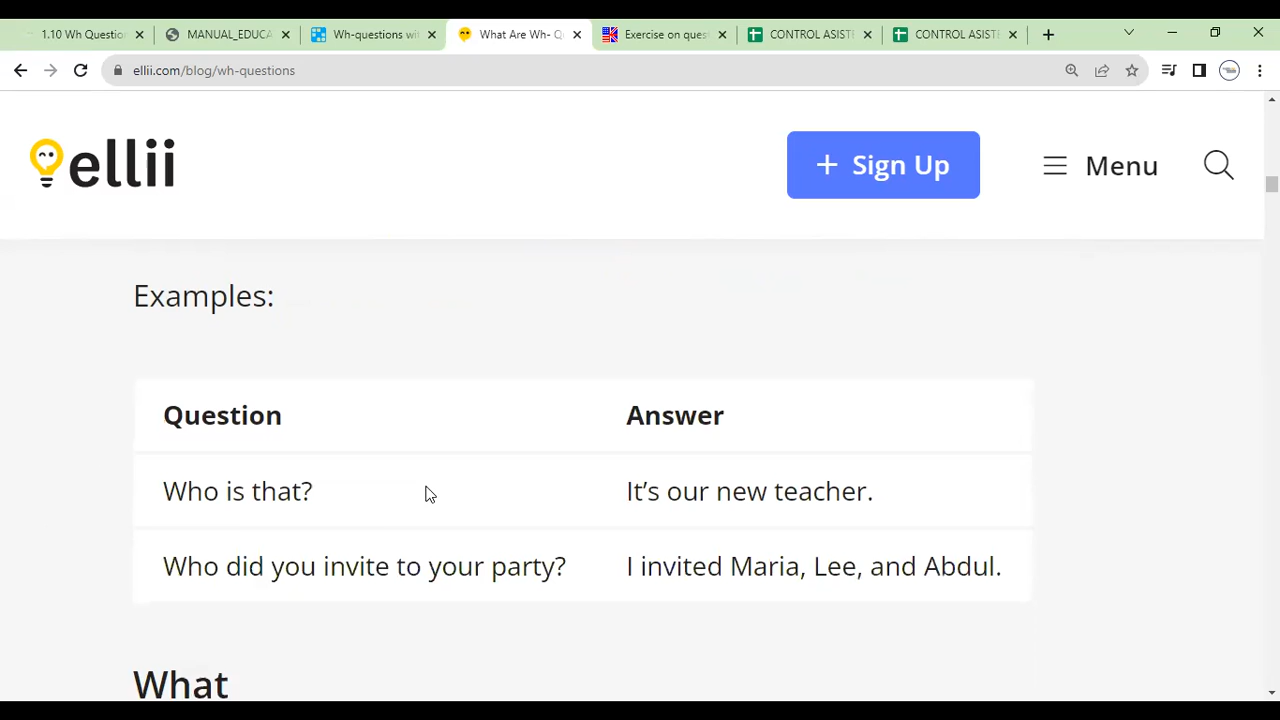 1.10 Wh Questio
MANUAL_EDUCA
Wh-questions wi
What Are Wh- Q
Exercise on ques
CONTROL ASIST
CONTROL ASIST
ellii.com/blog/wh-questions
ellii
+ Sign Up
Menu
Examples:
Question Answer
Who is that? It’s our new teacher.
Who did you invite to your party? I invited Maria, Lee, and Abdul.
What